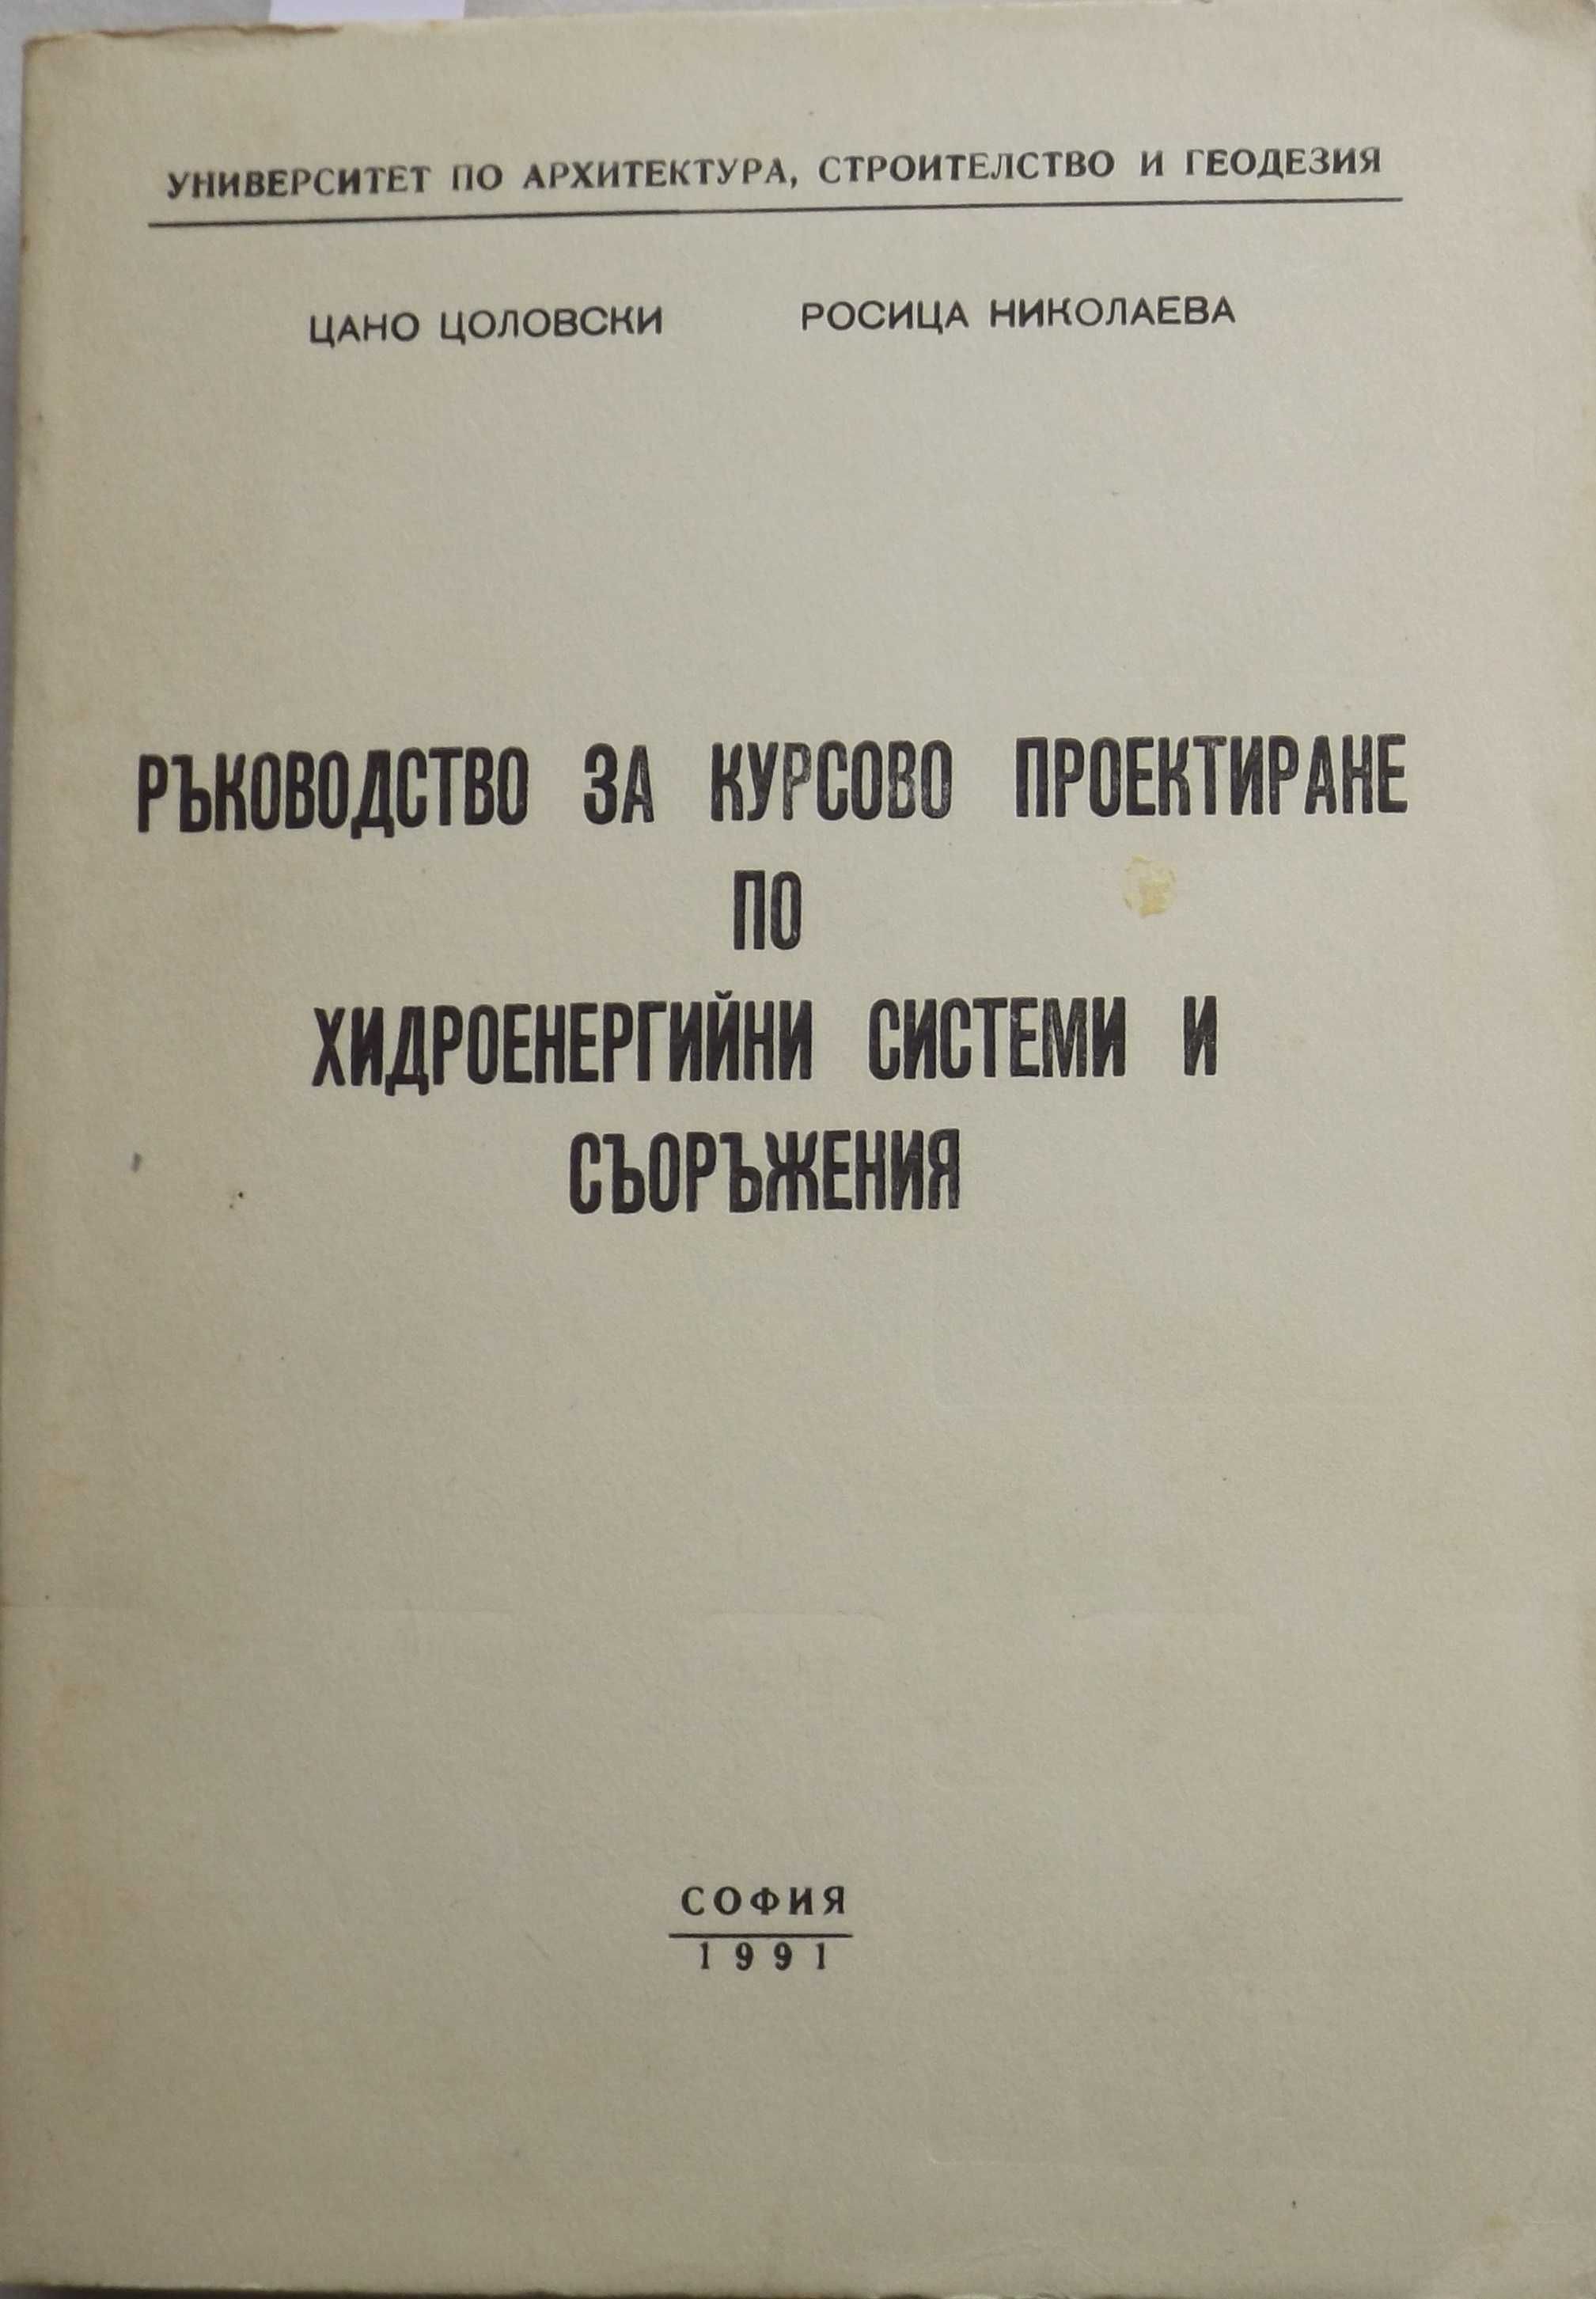 УНИВЕРСИТЕТ ПО АРХИТЕКТУРА, СТРОИТЕЛСТВО И ГЕОДЕЗИЯ
ЦАНО ЦОЛОВСКИ РОСИЦА НИКОЛАЕВА
РЪКОВОДСТВО ЗА КУРСОВО ПРОЕКТИРАНЕ
ПО
ХИДРОЕНЕРГИЙНИ СИСТЕМИ И
СЪОРЪЖЕНИЯ
СОФИЯ
1991